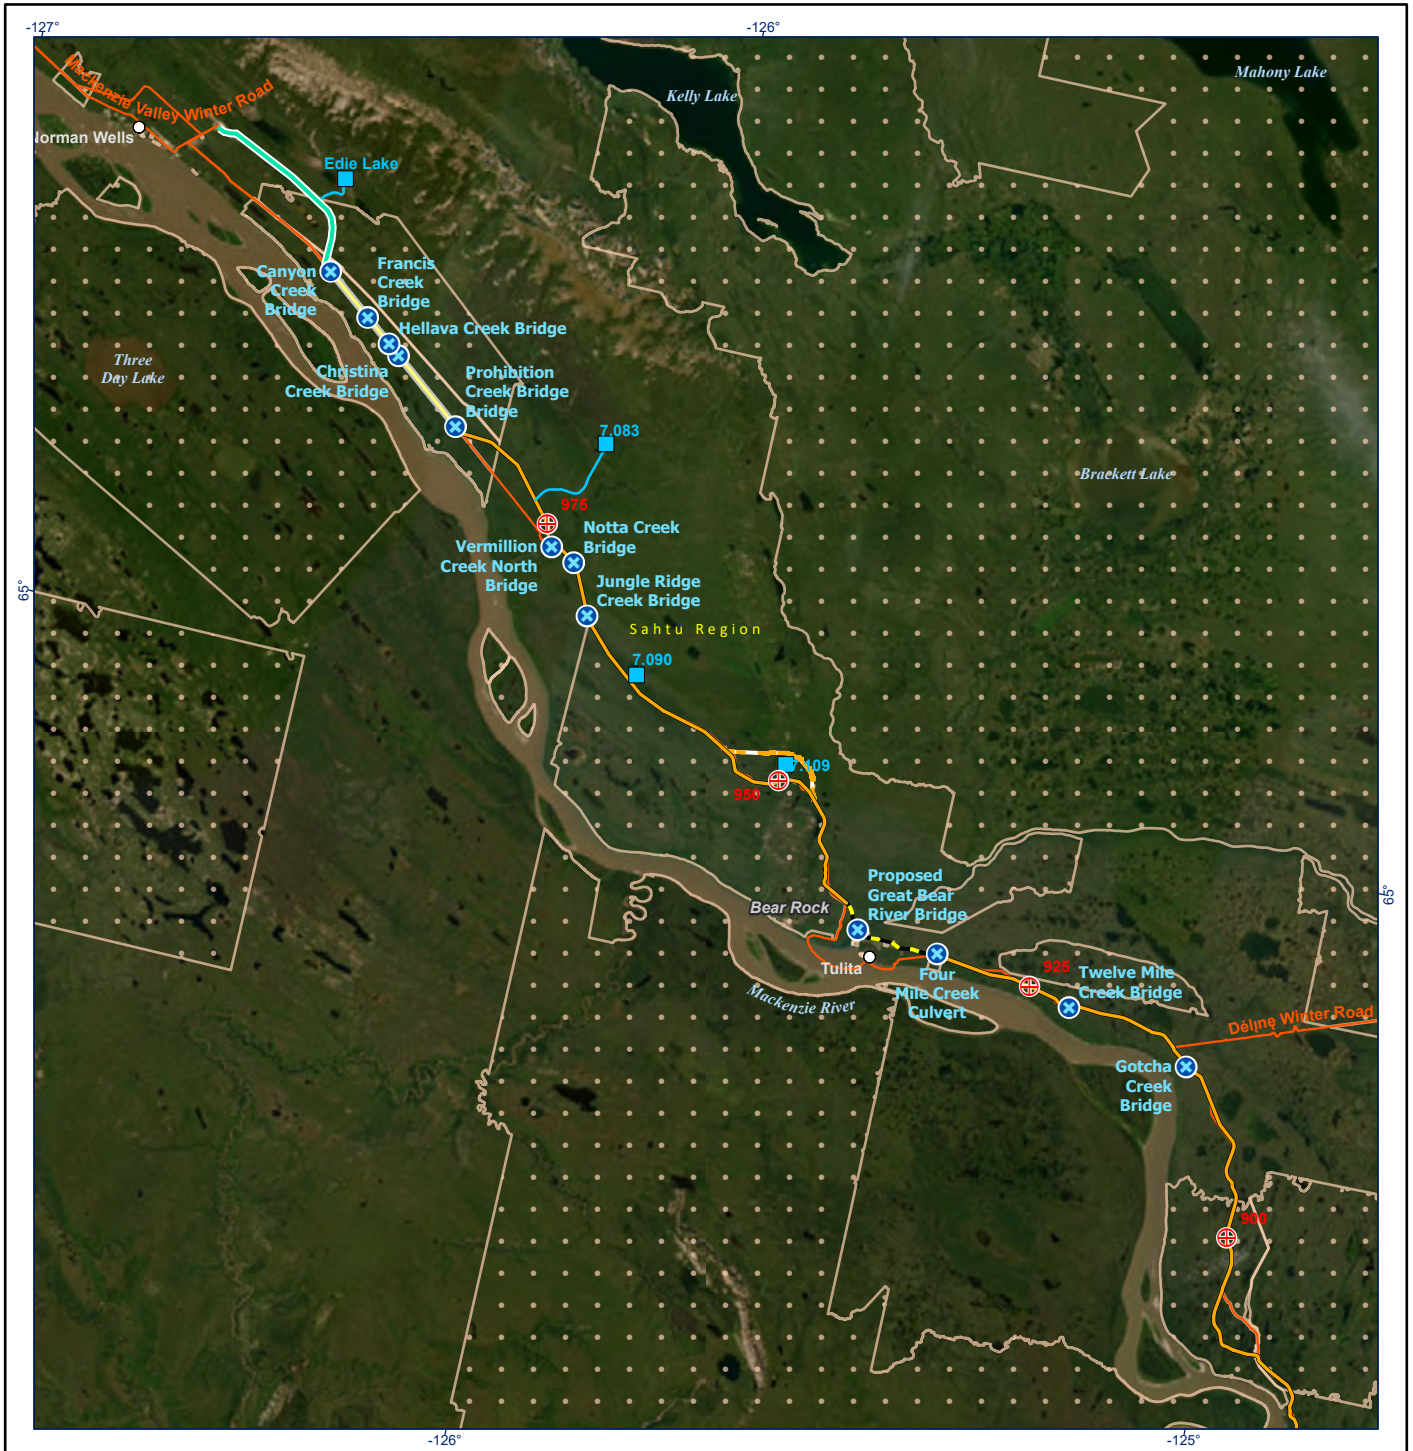 -127°
-126°
Mahony Lake
Kelly Lake
Mackenzie Valley Winter Road
Norman Wells
Edie Lake
Canyon
Creek
Bridge
Francis
Creek
Bridge
Hellava Creek Bridge
Three
Day Lake
Christina
Creek Bridge
Prohibition
Creek Bridge
Bridge
7.083
Brackett Lake
975
Notta Creek
Bridge
Vermillion
Creek North
Bridge
Jungle Ridge
Creek Bridge
65°
Sahtu Region
7.090
7.109
950
Proposed
Great Bear
River Bridge
65°
Bear Rock
Tulita
925
Four
Mile Creek
Culvert
Twelve Mile
Creek Bridge
Mackenzie River
Délı̨nę Winter Road
Gotcha
Creek
Bridge
900
-126°
-125°